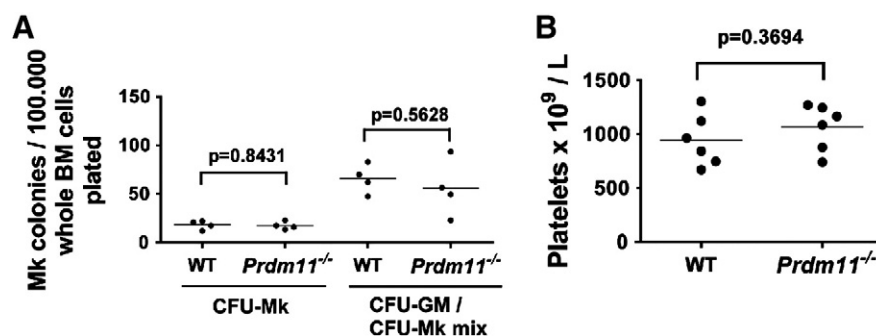 A
Mk colonies / 100.000
whole BM cells
plated
150
100
50
0
p=0.8431
p=0.5628
WT
Prdm11-/-
WT
Prdm11-/-
CFU-Mk
CFU-GM /
CFU-Mk mix
B
Platelets x 10⁹ / L
1500
1000
500
0
p=0.3694
WT
Prdm11-/-